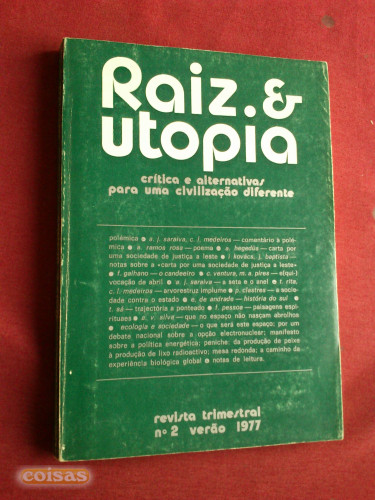 Raiz. &
utopia
crítica e alternativas
para uma civilização diferente
polémica ● a. j. saraiva, c. l. medeiros — comentário à polé-
mica ● a. ramos rosa — poema ● a. hegedüs — carta por
uma sociedade de justiça a leste ● i kovács, j. baptista —
notas sobre a «carta por uma sociedade de justiça a leste»
● f. galhano — o candeeiro ● c. ventura, m. a. pires — e(qui-)
vocação de abril ● a. j. saraiva — a seta e o anel ● t. rita,
c. l. medeiros — arvorestriz implume ● p. clastres — a socie-
dade contra o estado ● e. de andrade — história do sul ●
t. sá — trajectória a ponteado ● f. pessoa — paisagens espi-
rituaes ● a. v. silva — que no espaço não nasçam abrolhos
● ecologia e sociedade — o que será este espaço; por um
debate nacional sobre a opção electronuclear; manifesto
sobre a política energética; peniche: da produção de peixe
à produção de lixo radioactivo; mesa redonda; a caminho da
experiência biológica global ● notas de leitura.
revista trimestral
nº 2 verão 1977
coisas